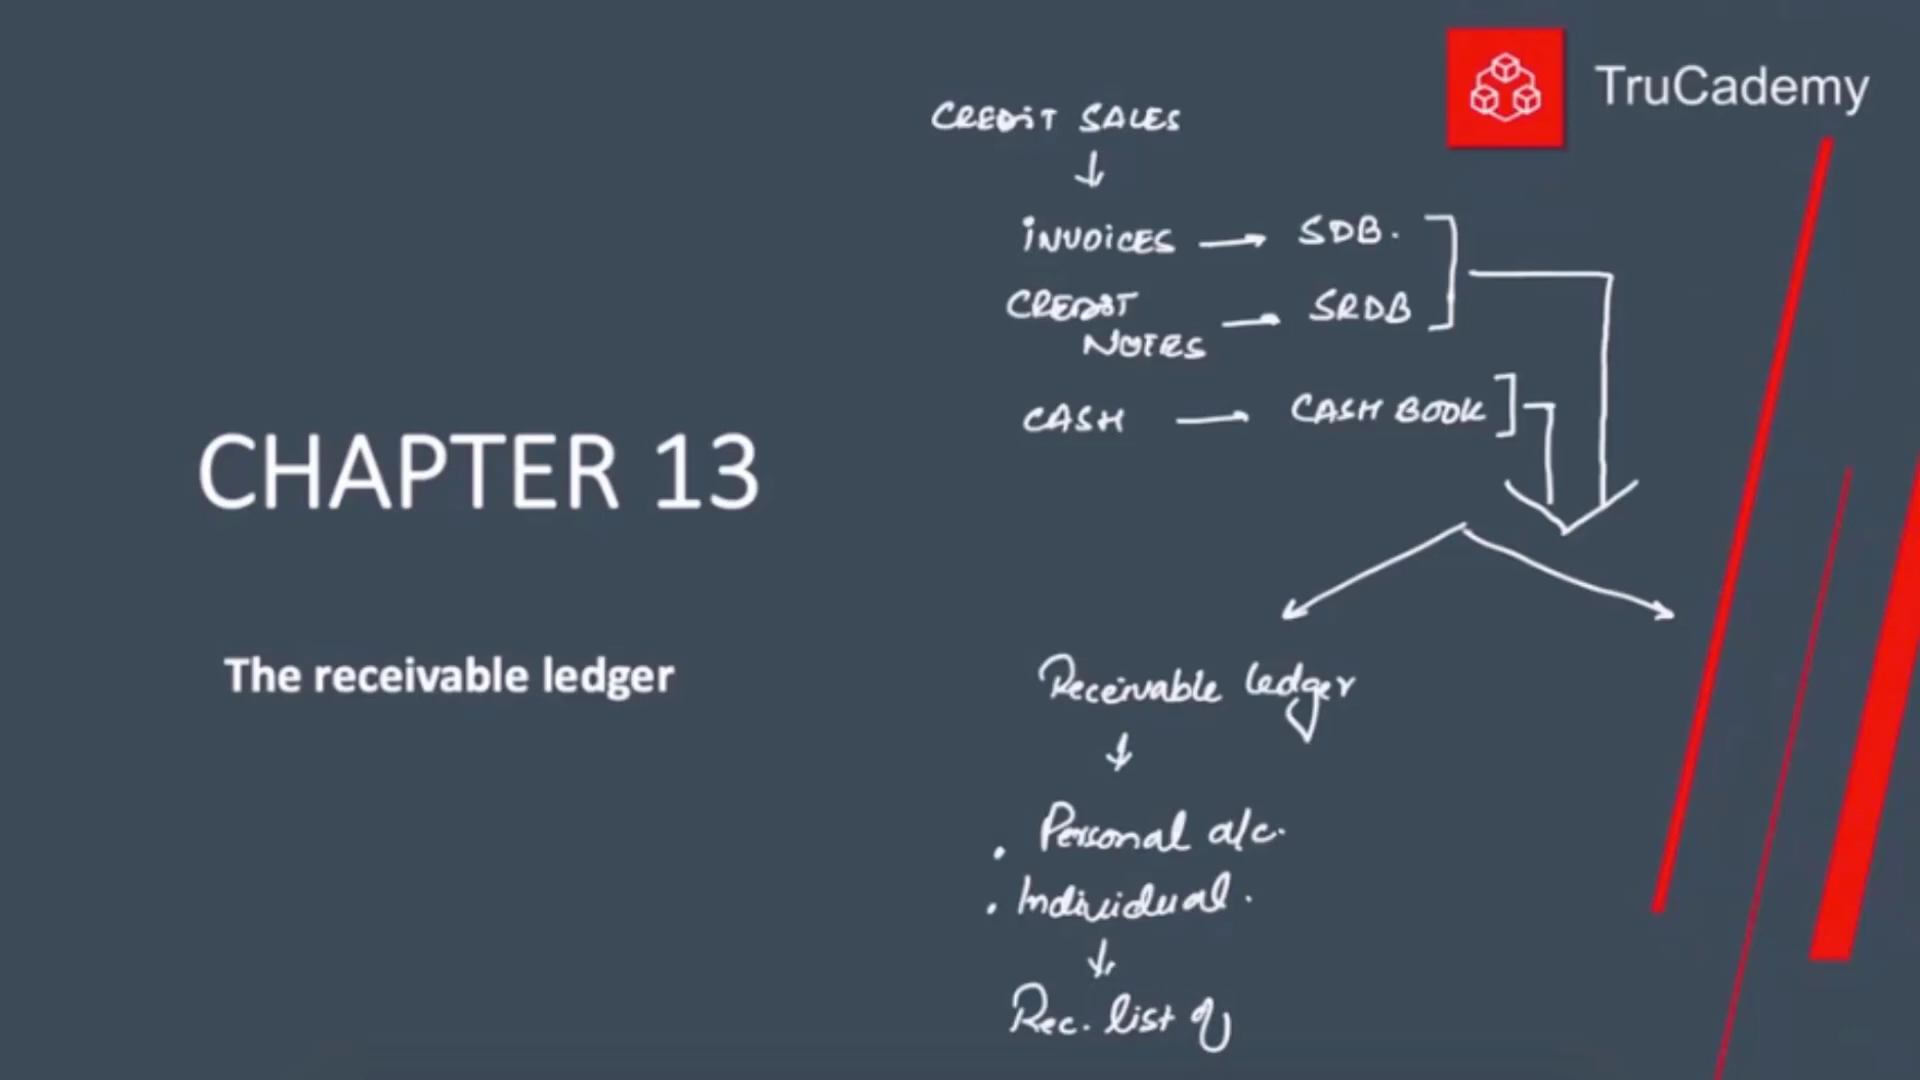 TruCademy
CREDIT SALES
INVOICES → SDB.
CREDIT NOTES → SRDB
CASH → CASH BOOK
CHAPTER 13
The receivable ledger
Receivable ledger
Personal a/c.
Individual.
Rec. list of